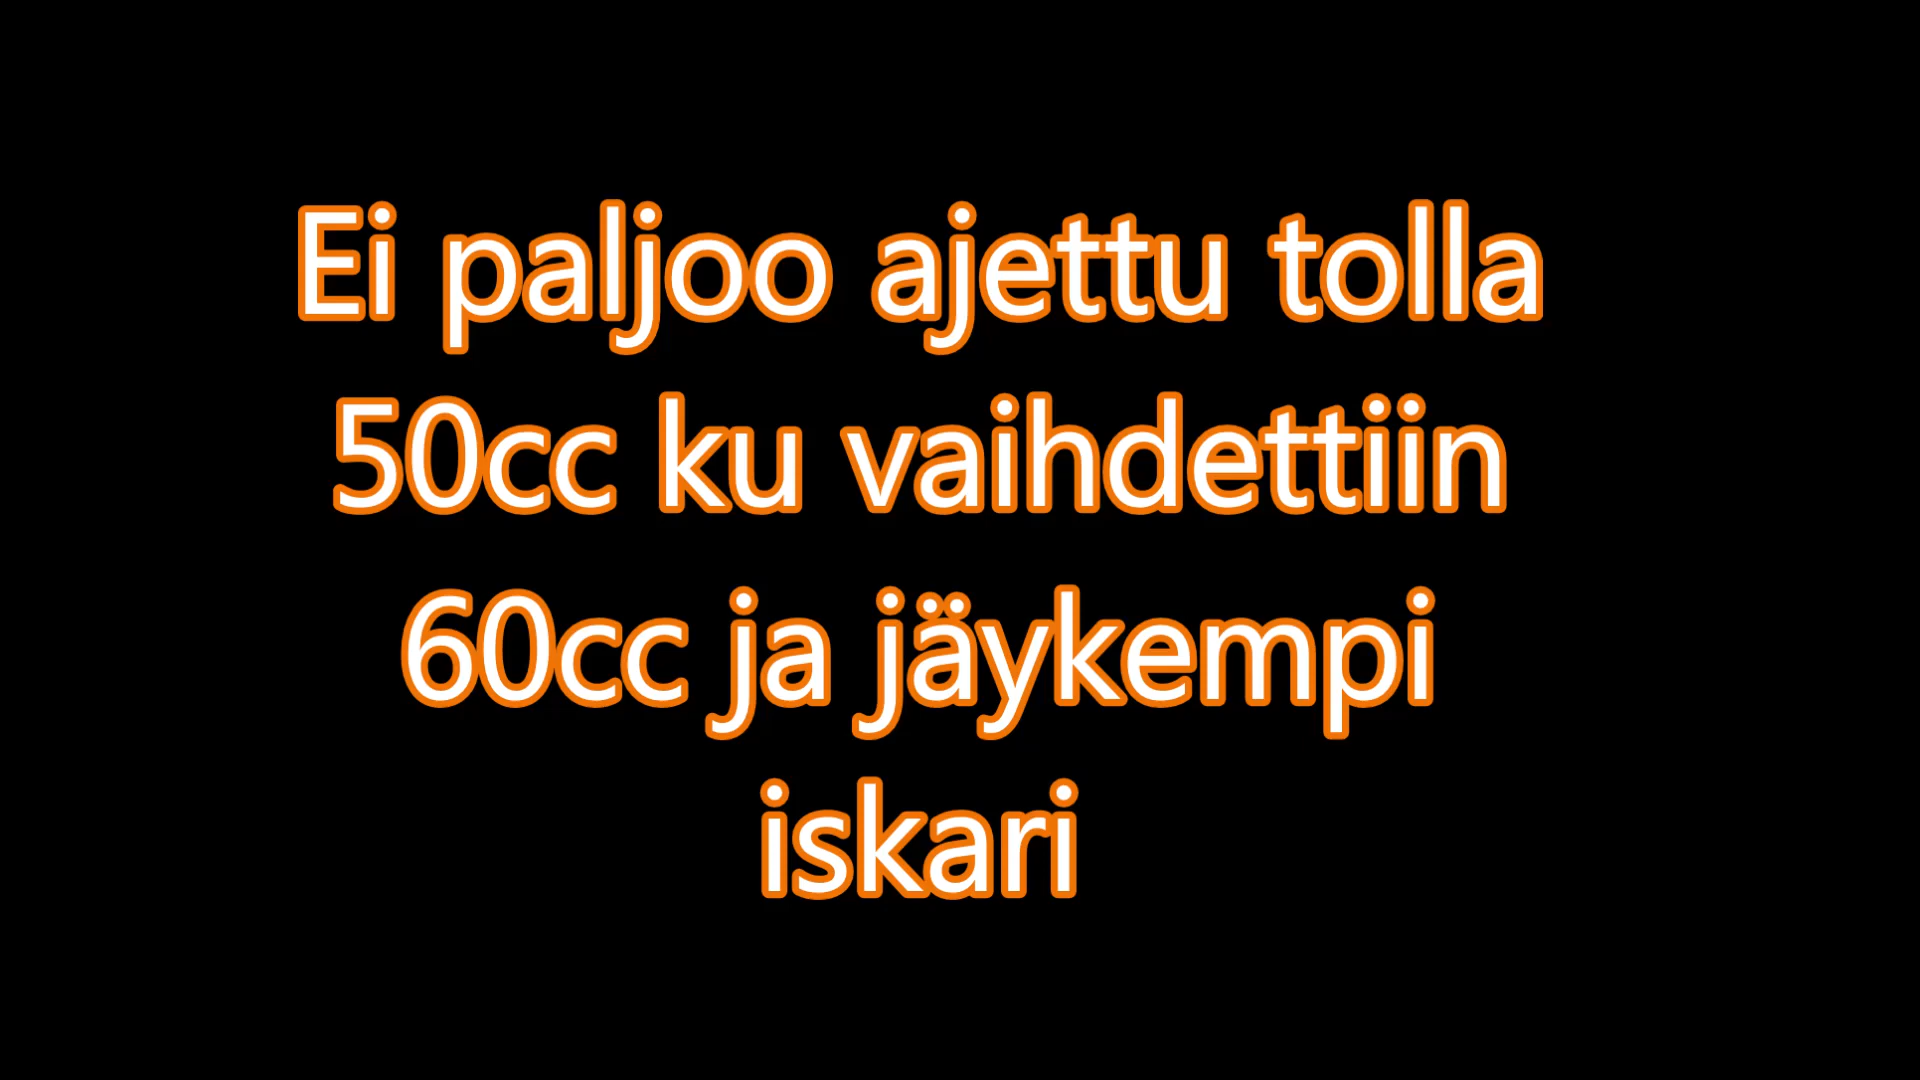 Ei paljoo ajettu tolla
50cc ku vaihdettiin
60cc ja jäykempi
iskari